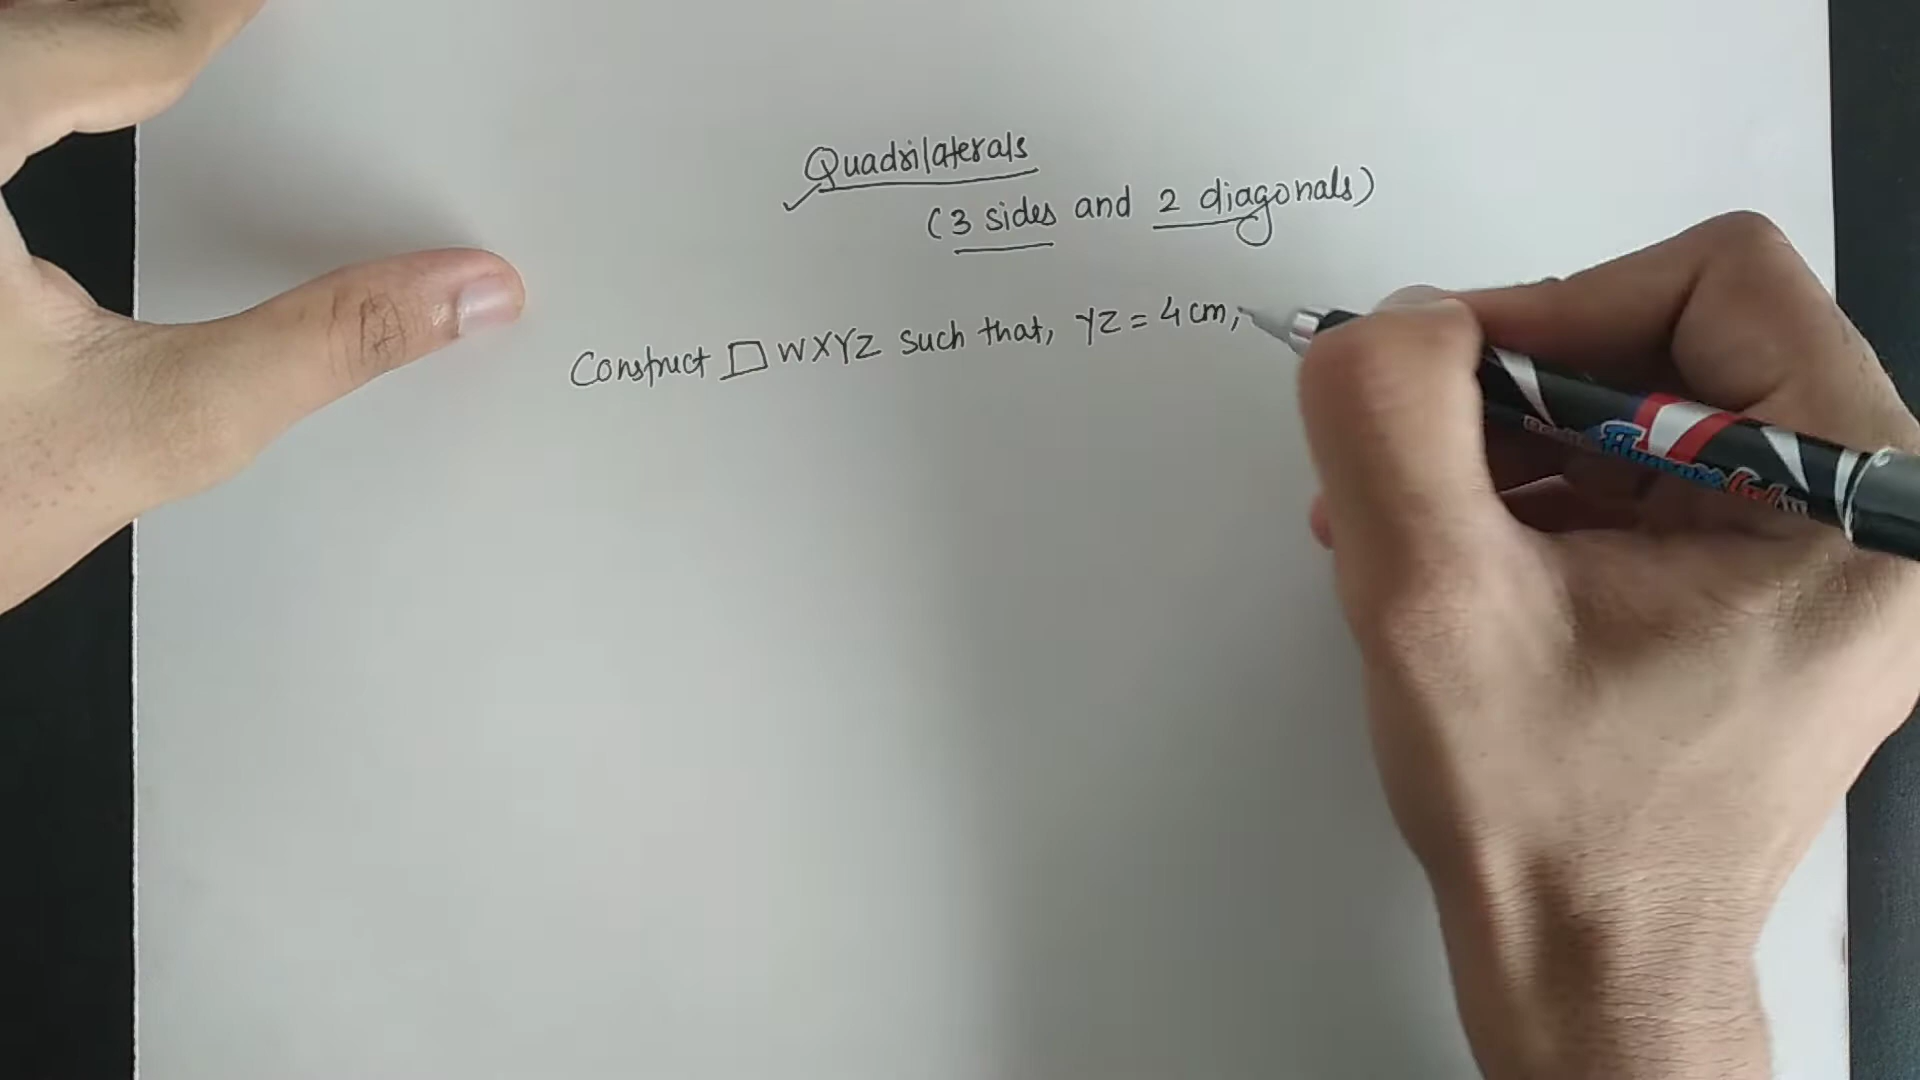 Quadrilaterals
(3 sides and 2 diagonals)
Construct □ WXYZ such that, YZ = 4 cm,